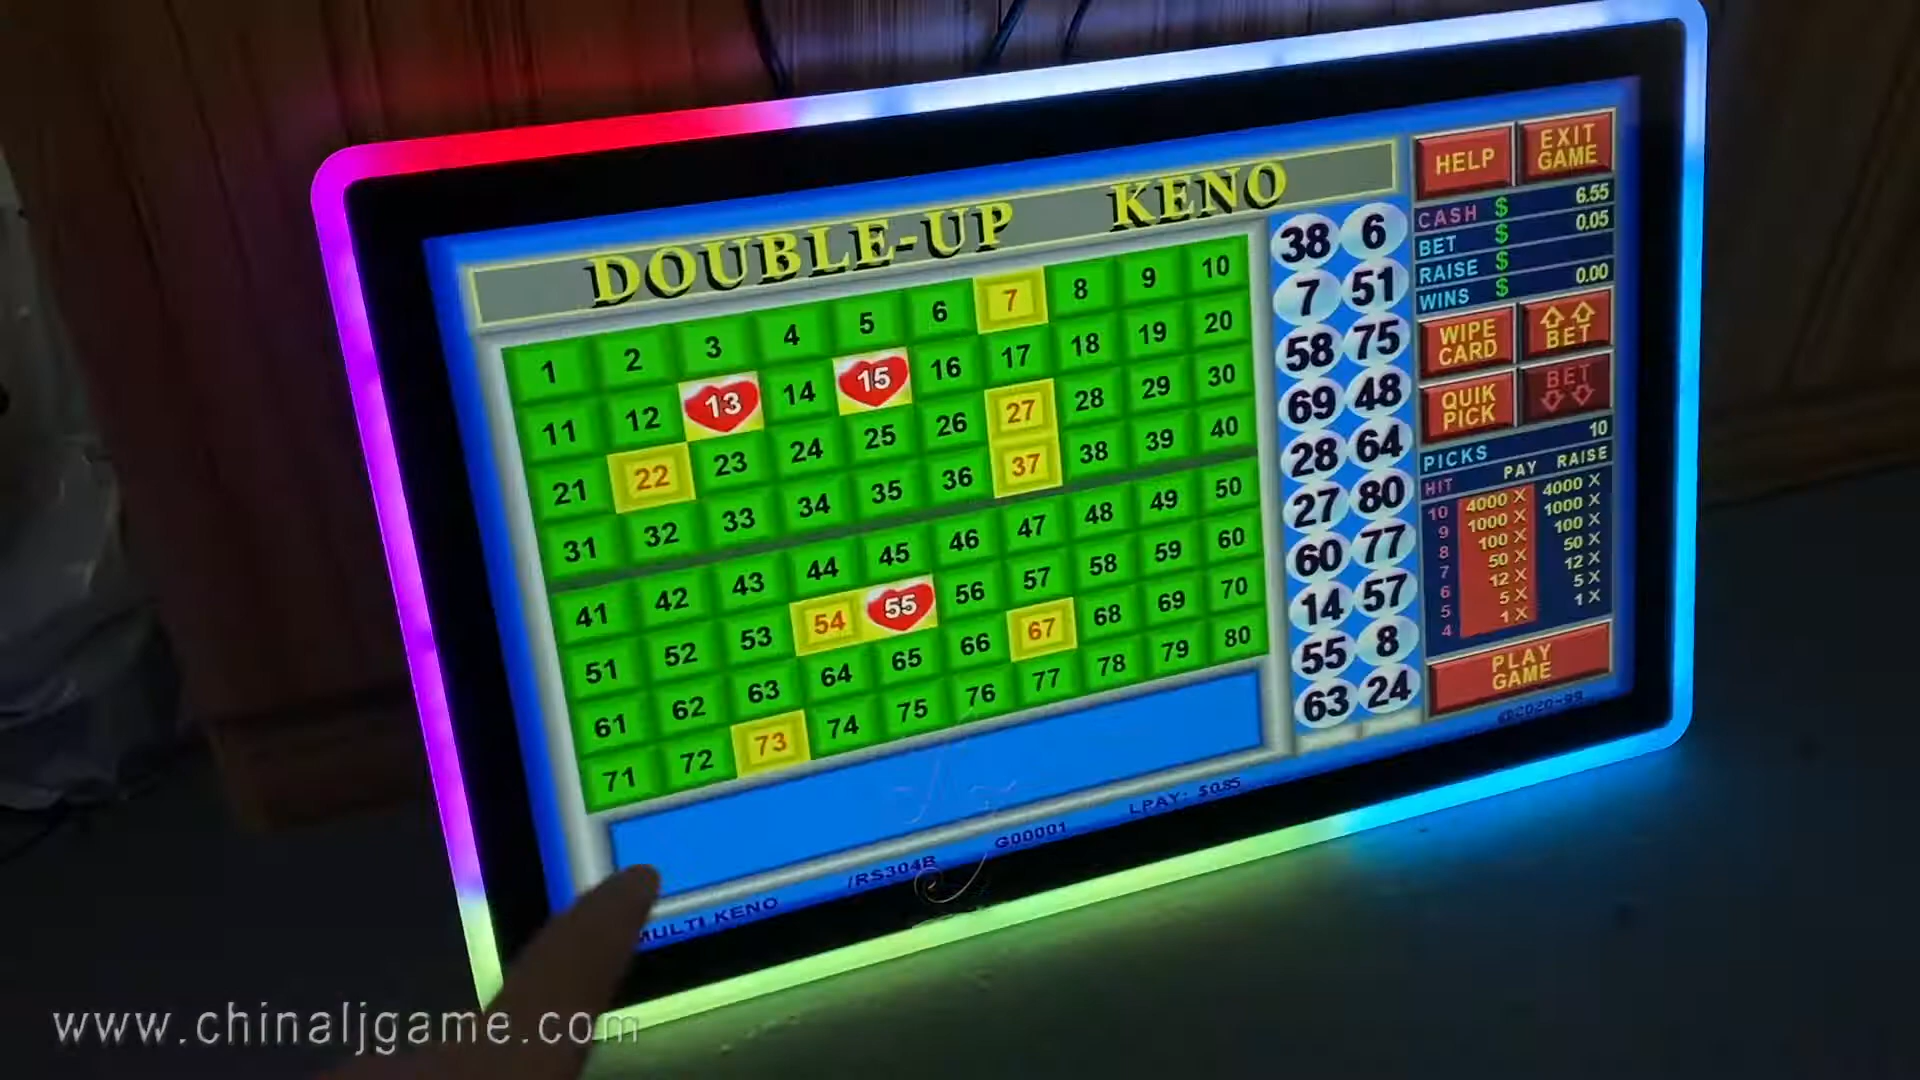 DOUBLE-UP KENO
1 2 3 4 5 6 7 8 9 10
11 12 13 14 15 16 17 18 19 20
21 22 23 24 25 26 27 28 29 30
31 32 33 34 35 36 37 38 39 40
41 42 43 44 45 46 47 48 49 50
51 52 53 54 55 56 57 58 59 60
61 62 63 64 65 66 67 68 69 70
71 72 73 74 75 76 77 78 79 80
38 6
7 51
58 75
69 48
28 64
27 80
60 77
14 57
55 8
63 24
HELP
EXIT
GAME
CASH $ 6.55
BET $ 0.05
RAISE $
WINS $ 0.00
WIPE
CARD
BET
QUIK
PICK
BET
PICKS 10
HIT PAY RAISE
10 4000 X 4000 X
9 1000 X 1000 X
8 100 X 100 X
7 50 X 50 X
6 12 X 12 X
5 5 X 5 X
4 1 X 1 X
PLAY
GAME
MULTI KENO /RS304B G00001 LPAY: $0.85
www.chinaljgame.com